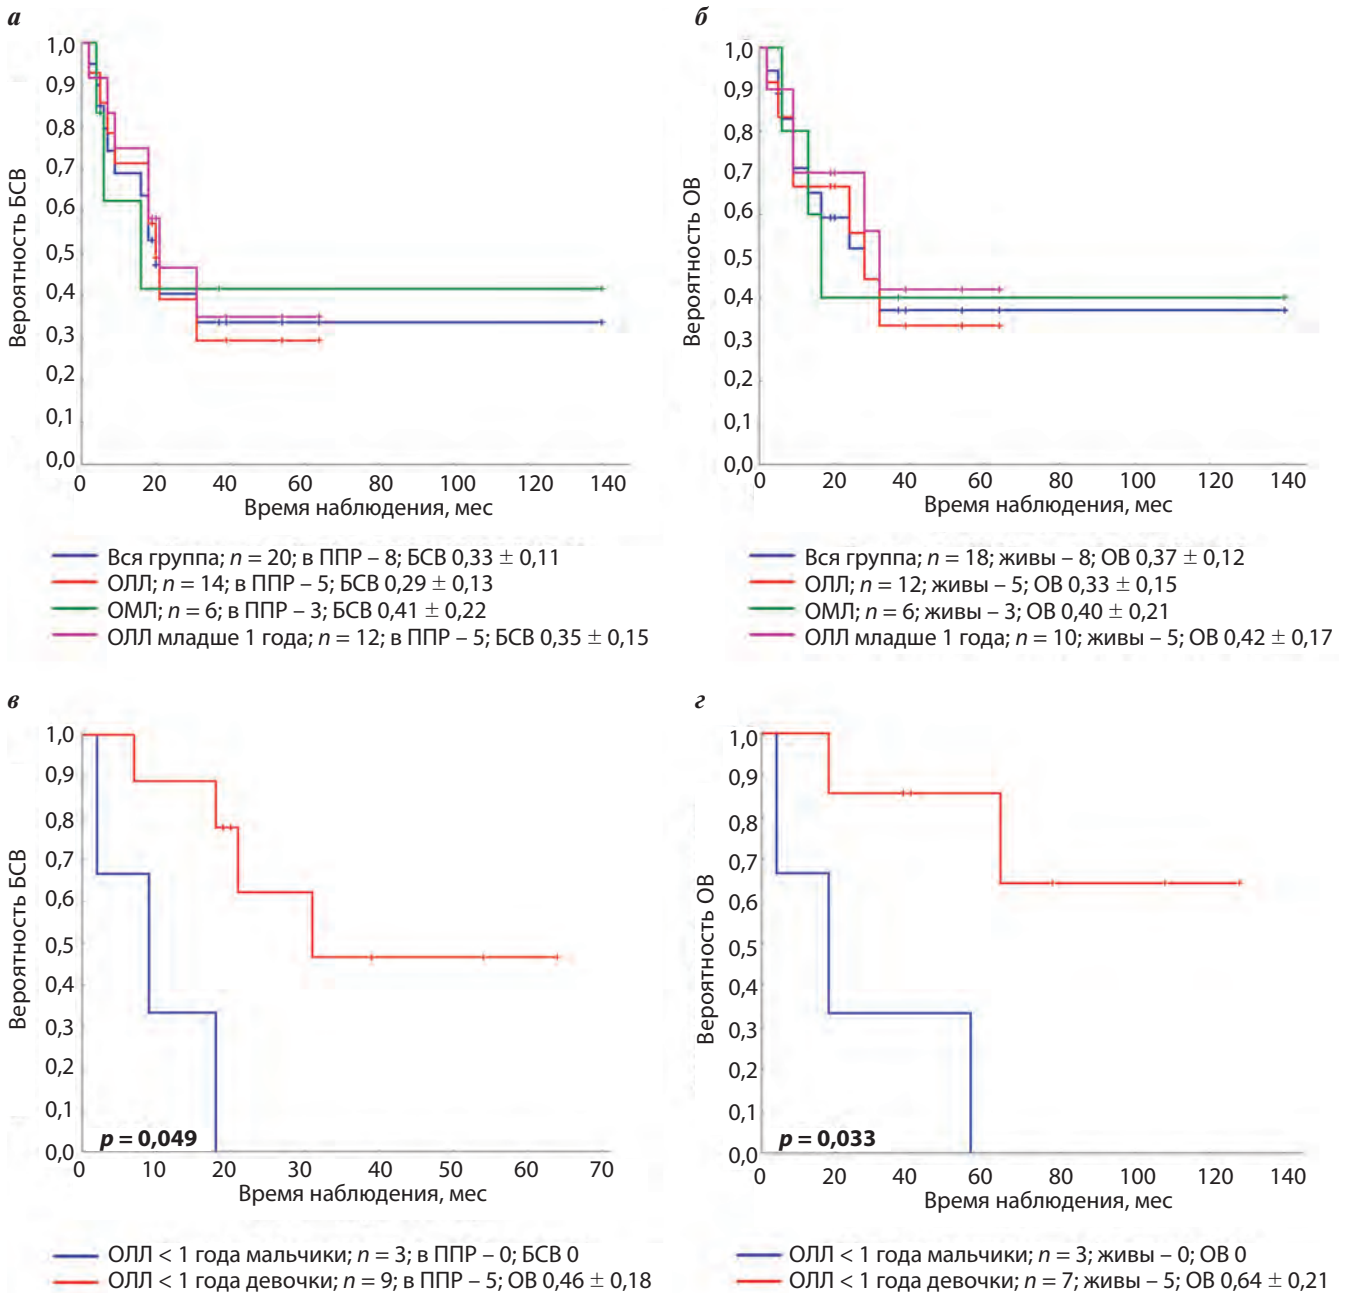 а
Вероятность БСВ
1,0
0,9
0,8
0,7
0,6
0,5
0,4
0,3
0,2
0,1
0,0
0 20 40 60 80 100 120 140
Время наблюдения, мес
Вся группа; n = 20; в ППР – 8; БСВ 0,33 ± 0,11
ОЛЛ; n = 14; в ППР – 5; БСВ 0,29 ± 0,13
ОМЛ; n = 6; в ППР – 3; БСВ 0,41 ± 0,22
ОЛЛ младше 1 года; n = 12; в ППР – 5; БСВ 0,35 ± 0,15
б
Вероятность ОВ
1,0
0,9
0,8
0,7
0,6
0,5
0,4
0,3
0,2
0,1
0,0
0 20 40 60 80 100 120 140
Время наблюдения, мес
Вся группа; n = 18; живы – 8; ОВ 0,37 ± 0,12
ОЛЛ; n = 12; живы – 5; ОВ 0,33 ± 0,15
ОМЛ; n = 6; живы – 3; ОВ 0,40 ± 0,21
ОЛЛ младше 1 года; n = 10; живы – 5; ОВ 0,42 ± 0,17
в
Вероятность БСВ
1,0
0,9
0,8
0,7
0,6
0,5
0,4
0,3
0,2
0,1
0,0
p = 0,049
0 10 20 30 40 50 60 70
Время наблюдения, мес
ОЛЛ < 1 года мальчики; n = 3; в ППР – 0; БСВ 0
ОЛЛ < 1 года девочки; n = 9; в ППР – 5; ОВ 0,46 ± 0,18
г
Вероятность ОВ
1,0
0,9
0,8
0,7
0,6
0,5
0,4
0,3
0,2
0,1
0,0
p = 0,033
0 20 40 60 80 100 120 140
Время наблюдения, мес
ОЛЛ < 1 года мальчики; n = 3; живы – 0; ОВ 0
ОЛЛ < 1 года девочки; n = 7; живы – 5; ОВ 0,64 ± 0,21